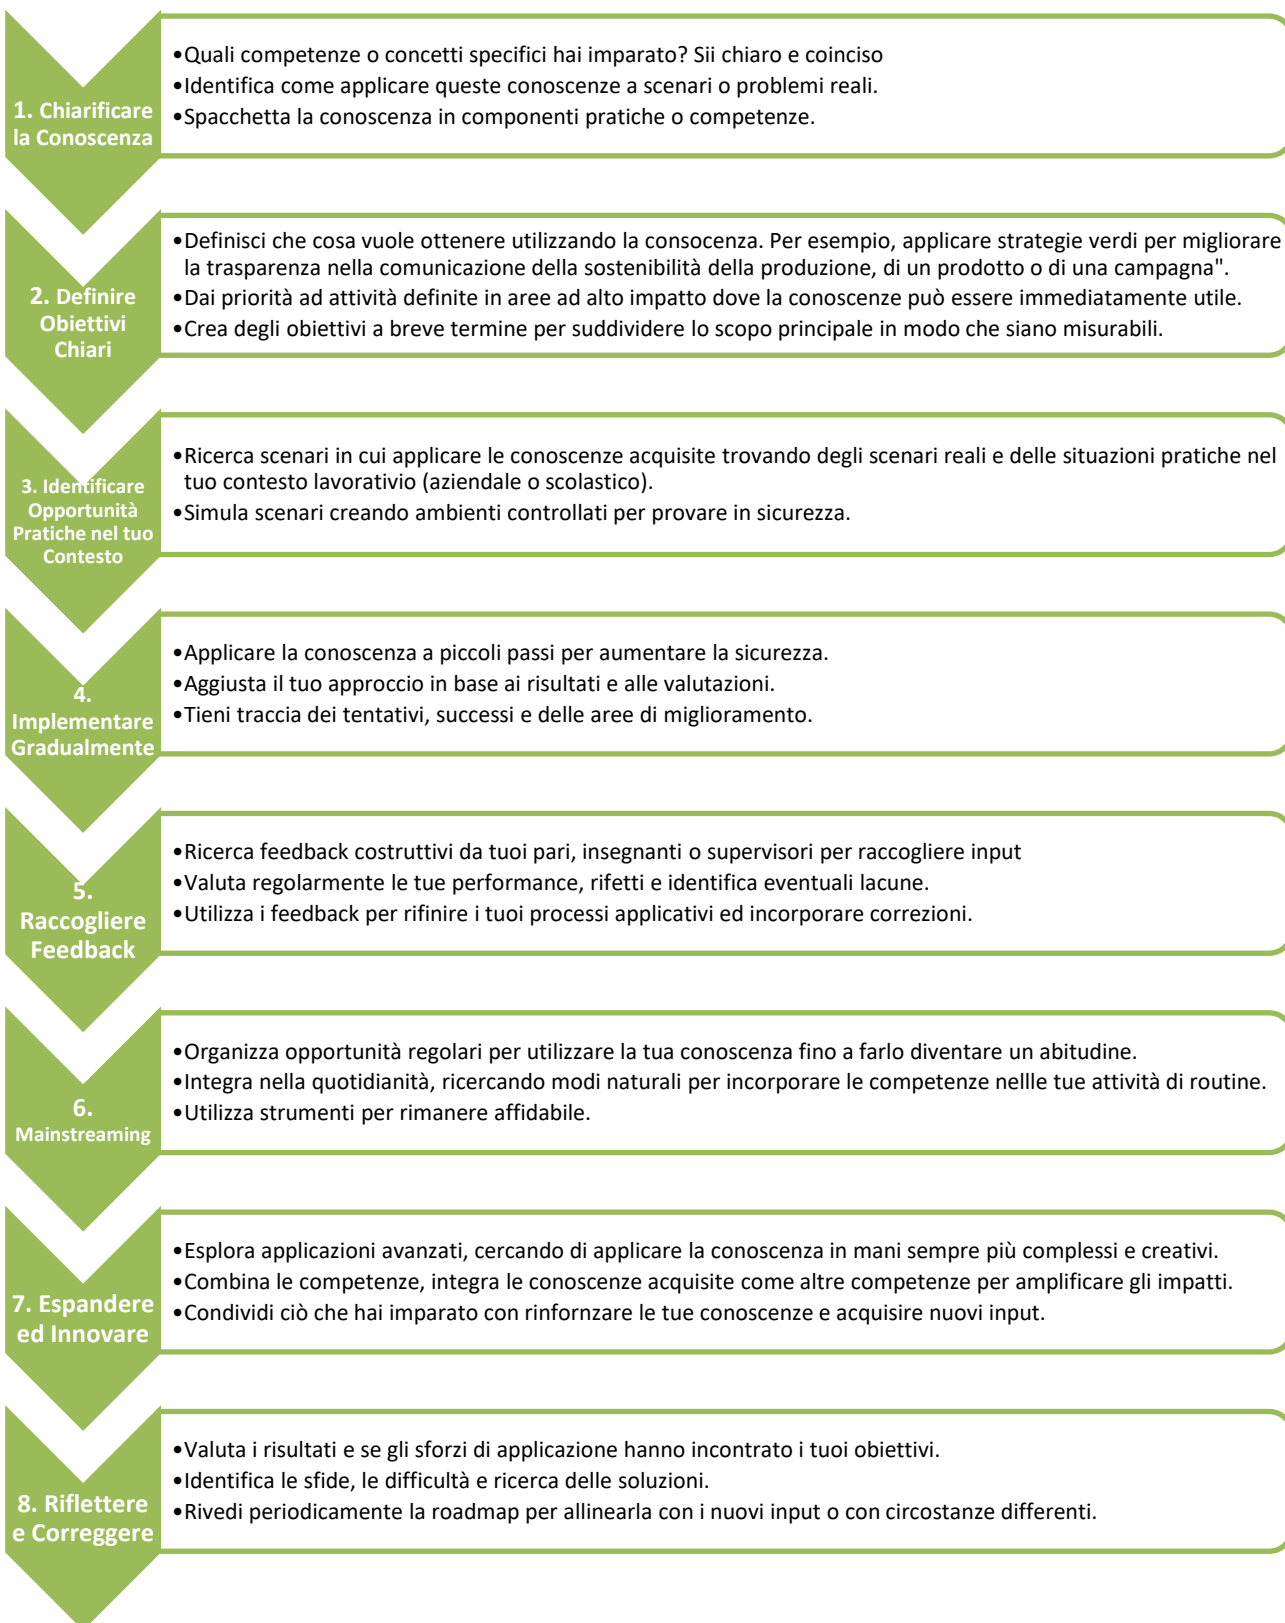 1. Chiarificare
la Conoscenza
•Quali competenze o concetti specifici hai imparato? Sii chiaro e coinciso
•Identifica come applicare queste conoscenze a scenari o problemi reali.
•Spacchetta la conoscenza in componenti pratiche o competenze.
2. Definire
Obiettivi
Chiari
•Definisci che cosa vuole ottenere utilizzando la consocenza. Per esempio, applicare strategie verdi per migliorare
la trasparenza nella comunicazione della sostenibilità della produzione, di un prodotto o di una campagna".
•Dai priorità ad attività definite in aree ad alto impatto dove la conoscenze può essere immediatamente utile.
•Crea degli obiettivi a breve termine per suddividere lo scopo principale in modo che siano misurabili.
3. Identificare
Opportunità
Pratiche nel tuo
Contesto
•Ricerca scenari in cui applicare le conoscenze acquisite trovando degli scenari reali e delle situazioni pratiche nel
tuo contesto lavorativio (aziendale o scolastico).
•Simula scenari creando ambienti controllati per provare in sicurezza.
4.
Implementare
Gradualmente
•Applicare la conoscenza a piccoli passi per aumentare la sicurezza.
•Aggiusta il tuo approccio in base ai risultati e alle valutazioni.
•Tieni traccia dei tentativi, successi e delle aree di miglioramento.
5.
Raccogliere
Feedback
•Ricerca feedback costruttivi da tuoi pari, insegnanti o supervisori per raccogliere input
•Valuta regolarmente le tue performance, rifetti e identifica eventuali lacune.
•Utilizza i feedback per rifinire i tuoi processi applicativi ed incorporare correzioni.
6.
Mainstreaming
•Organizza opportunità regolari per utilizzare la tua conoscenza fino a farlo diventare un abitudine.
•Integra nella quotidianità, ricercando modi naturali per incorporare le competenze nellle tue attività di routine.
•Utilizza strumenti per rimanere affidabile.
7. Espandere
ed Innovare
•Esplora applicazioni avanzati, cercando di applicare la conoscenza in mani sempre più complessi e creativi.
•Combina le competenze, integra le conoscenze acquisite come altre competenze per amplificare gli impatti.
•Condividi ciò che hai imparato con rinfornzare le tue conoscenze e acquisire nuovi input.
8. Riflettere
e Correggere
•Valuta i risultati e se gli sforzi di applicazione hanno incontrato i tuoi obiettivi.
•Identifica le sfide, le difficoltà e ricerca delle soluzioni.
•Rivedi periodicamente la roadmap per allinearla con i nuovi input o con circostanze differenti.